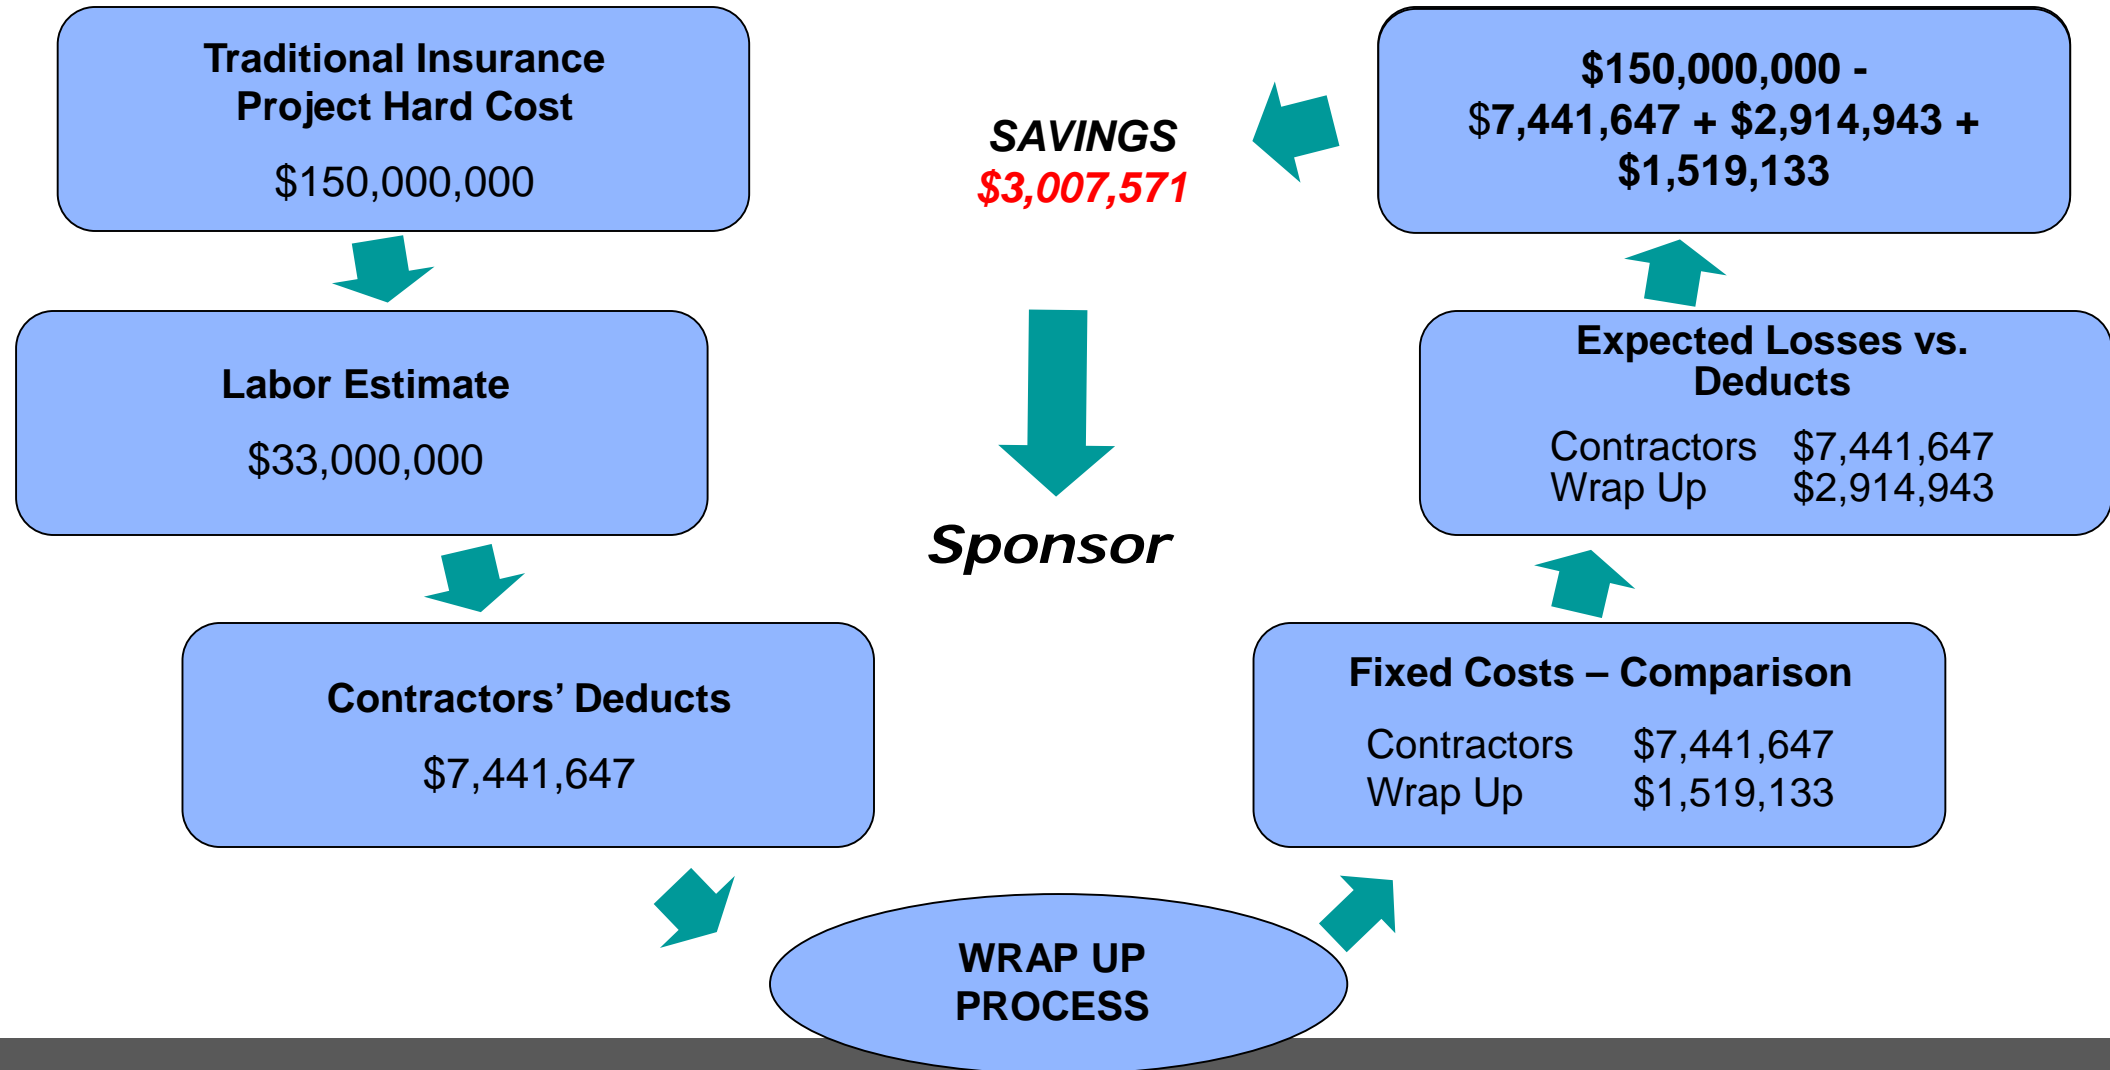 Traditional Insurance
Project Hard Cost
$150,000,000
Labor Estimate
$33,000,000
Contractors’ Deducts
$7,441,647
WRAP UP
PROCESS
Fixed Costs – Comparison
Contractors $7,441,647
Wrap Up $1,519,133
Expected Losses vs.
Deducts
Contractors $7,441,647
Wrap Up $2,914,943
$150,000,000 -
$7,441,647 + $2,914,943 +
$1,519,133
SAVINGS
$3,007,571
Sponsor